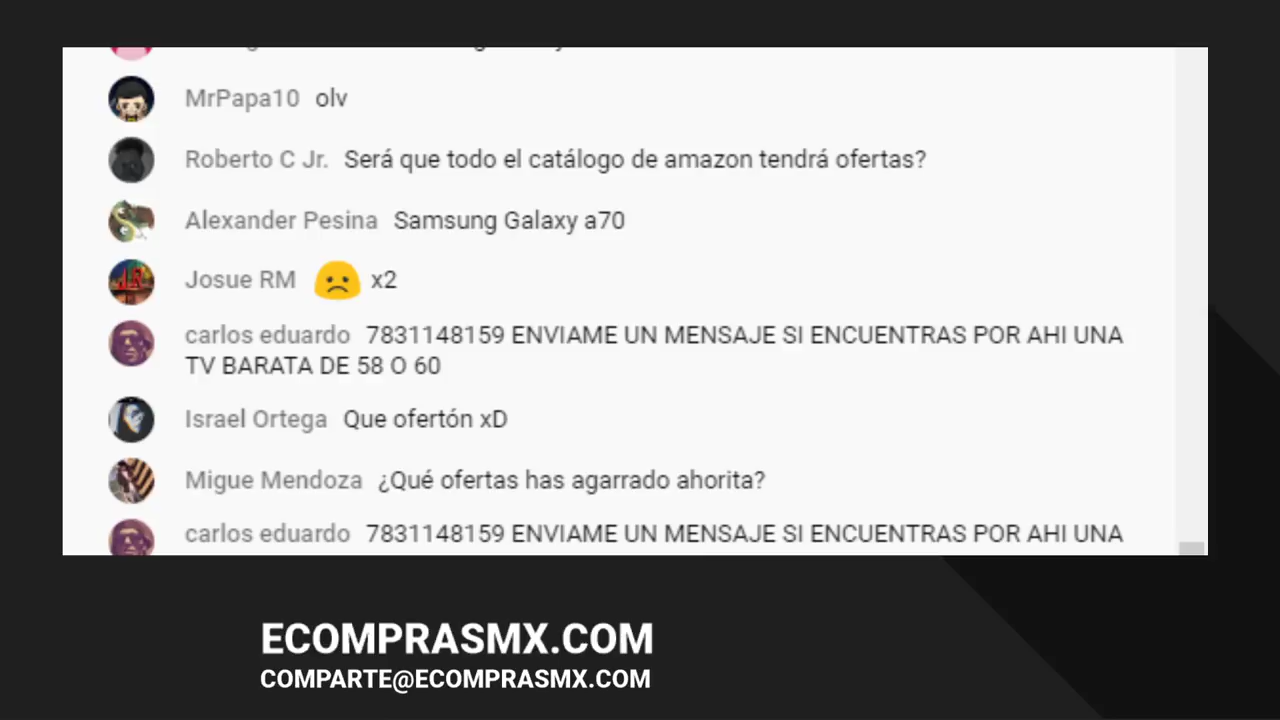 MrPapa10 olv
Roberto C Jr. Será que todo el catálogo de amazon tendrá ofertas?
Alexander Pesina Samsung Galaxy a70
Josue RM ☹ x2
carlos eduardo 7831148159 ENVIAME UN MENSAJE SI ENCUENTRAS POR AHI UNA
TV BARATA DE 58 O 60
Israel Ortega Que ofertón xD
Migue Mendoza ¿Qué ofertas has agarrado ahorita?
carlos eduardo 7831148159 ENVIAME UN MENSAJE SI ENCUENTRAS POR AHI UNA
ECOMPRASMX.COM
COMPARTE@ECOMPRASMX.COM